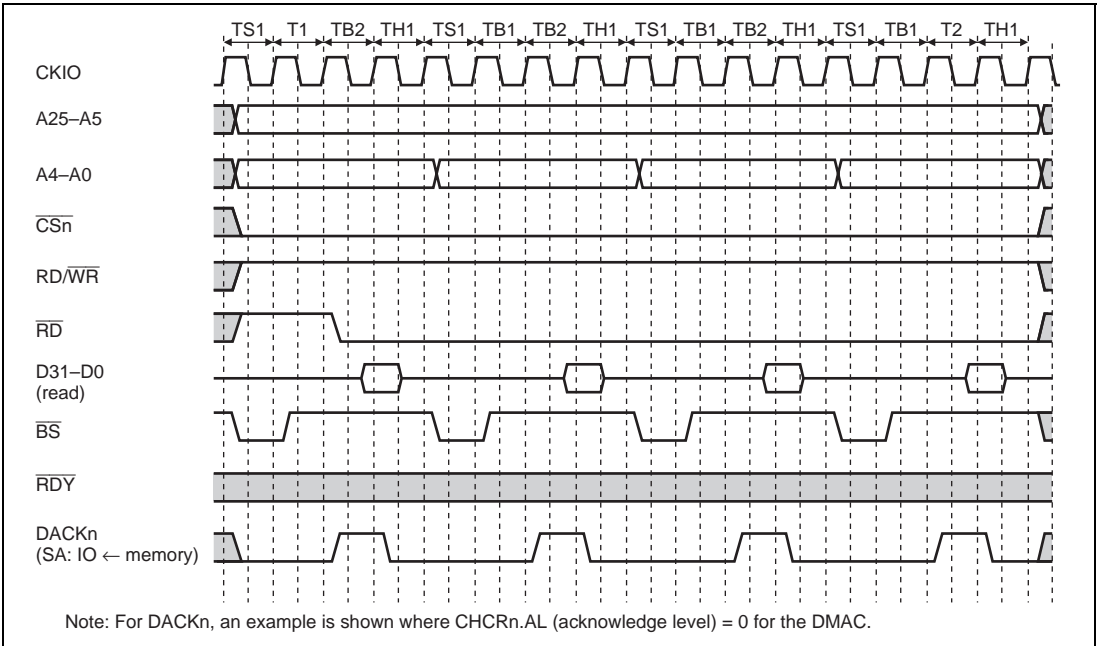 TS1 T1 TB2 TH1 TS1 TB1 TB2 TH1 TS1 TB1 TB2 TH1 TS1 TB1 T2 TH1
CKIO
A25–A5
A4–A0
CSn
RD/WR
RD
D31–D0
(read)
BS
RDY
DACKn
(SA: IO ← memory)
Note: For DACKn, an example is shown where CHCRn.AL (acknowledge level) = 0 for the DMAC.